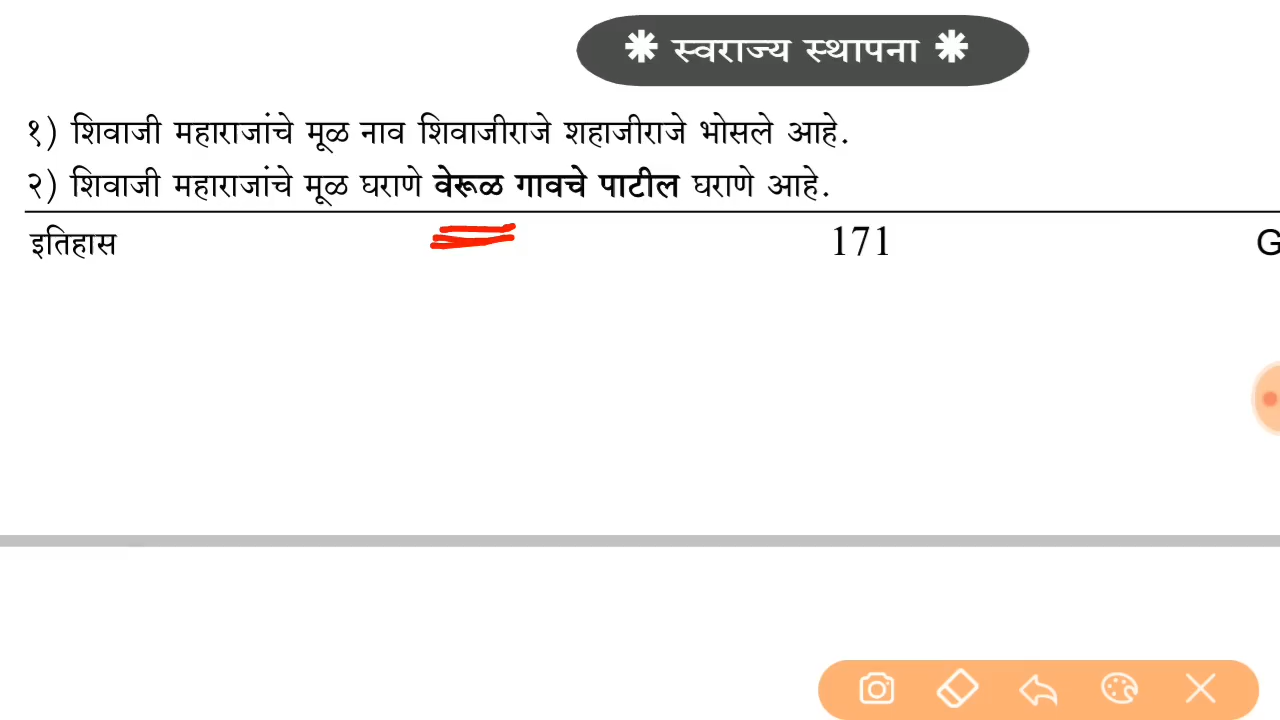 * स्वराज्य स्थापना *
१) शिवाजी महाराजांचे मूळ नाव शिवाजीराजे शहाजीराजे भोसले आहे.
२) शिवाजी महाराजांचे मूळ घराणे वेरूळ गावचे पाटील घराणे आहे.
इतिहास 171 G